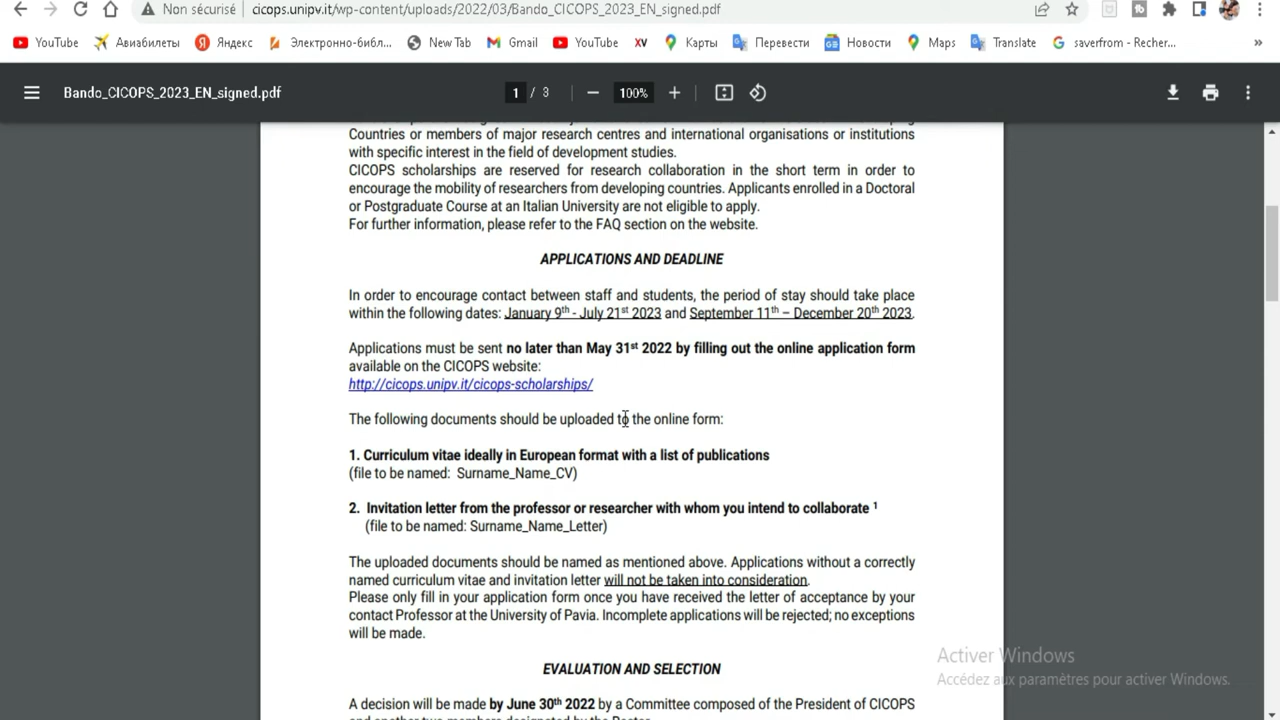 Non sécurisé
cicops.unipv.it/wp-content/uploads/2022/03/Bando_CICOPS_2023_EN_signed.pdf
YouTube
Авиабилеты
Яндекс
Электронно-библ...
New Tab
Gmail
YouTube
XV
Карты
Перевести
Новости
Maps
Translate
saverfrom - Recher...
»
Bando_CICOPS_2023_EN_signed.pdf
1 / 3
100%
Countries or members of major research centres and international organisations or institutions
with specific interest in the field of development studies.
CICOPS scholarships are reserved for research collaboration in the short term in order to
encourage the mobility of researchers from developing countries. Applicants enrolled in a Doctoral
or Postgraduate Course at an Italian University are not eligible to apply.
For further information, please refer to the FAQ section on the website.
APPLICATIONS AND DEADLINE
In order to encourage contact between staff and students, the period of stay should take place
within the following dates: January 9th - July 21st 2023 and September 11th – December 20th 2023.
Applications must be sent no later than May 31st 2022 by filling out the online application form
available on the CICOPS website:
http://cicops.unipv.it/cicops-scholarships/
The following documents should be uploaded to the online form:
1. Curriculum vitae ideally in European format with a list of publications
(file to be named: Surname_Name_CV)
2. Invitation letter from the professor or researcher with whom you intend to collaborate 1
(file to be named: Surname_Name_Letter)
The uploaded documents should be named as mentioned above. Applications without a correctly
named curriculum vitae and invitation letter will not be taken into consideration.
Please only fill in your application form once you have received the letter of acceptance by your
contact Professor at the University of Pavia. Incomplete applications will be rejected; no exceptions
will be made.
Activer Windows
Accédez aux paramètres pour activer Windows.
EVALUATION AND SELECTION
A decision will be made by June 30th 2022 by a Committee composed of the President of CICOPS